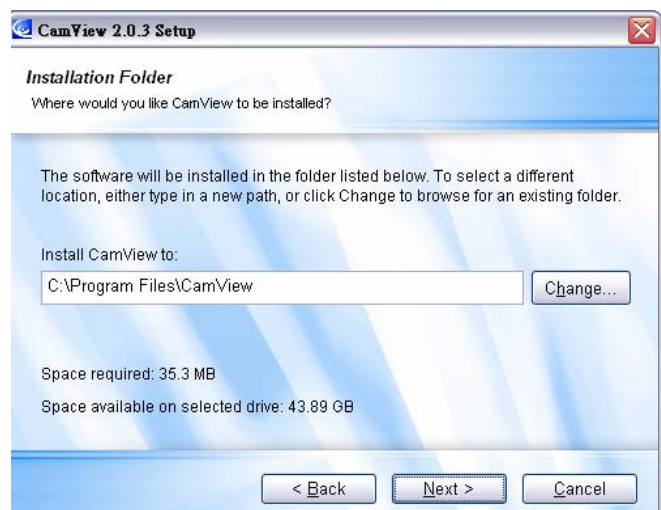 CamView 2.0.3 Setup
Installation Folder
Where would you like CamView to be installed?
The software will be installed in the folder listed below. To select a different
location, either type in a new path, or click Change to browse for an existing folder.
Install CamView to:
C:\Program Files\CamView
Change...
Space required: 35.3 MB
Space available on selected drive: 43.89 GB
< Back
Next >
Cancel